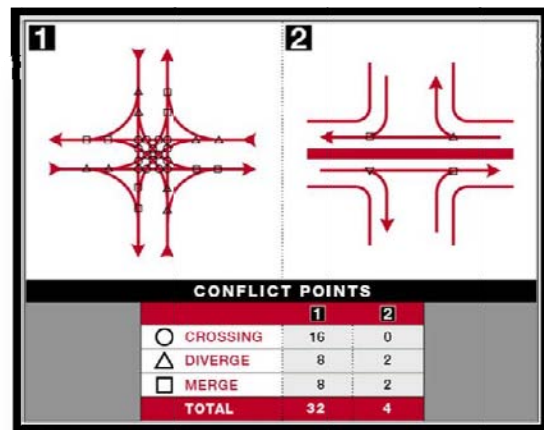 1 2
CONFLICT POINTS
1 2
CROSSING 16 0
DIVERGE 8 2
MERGE 8 2
TOTAL 32 4